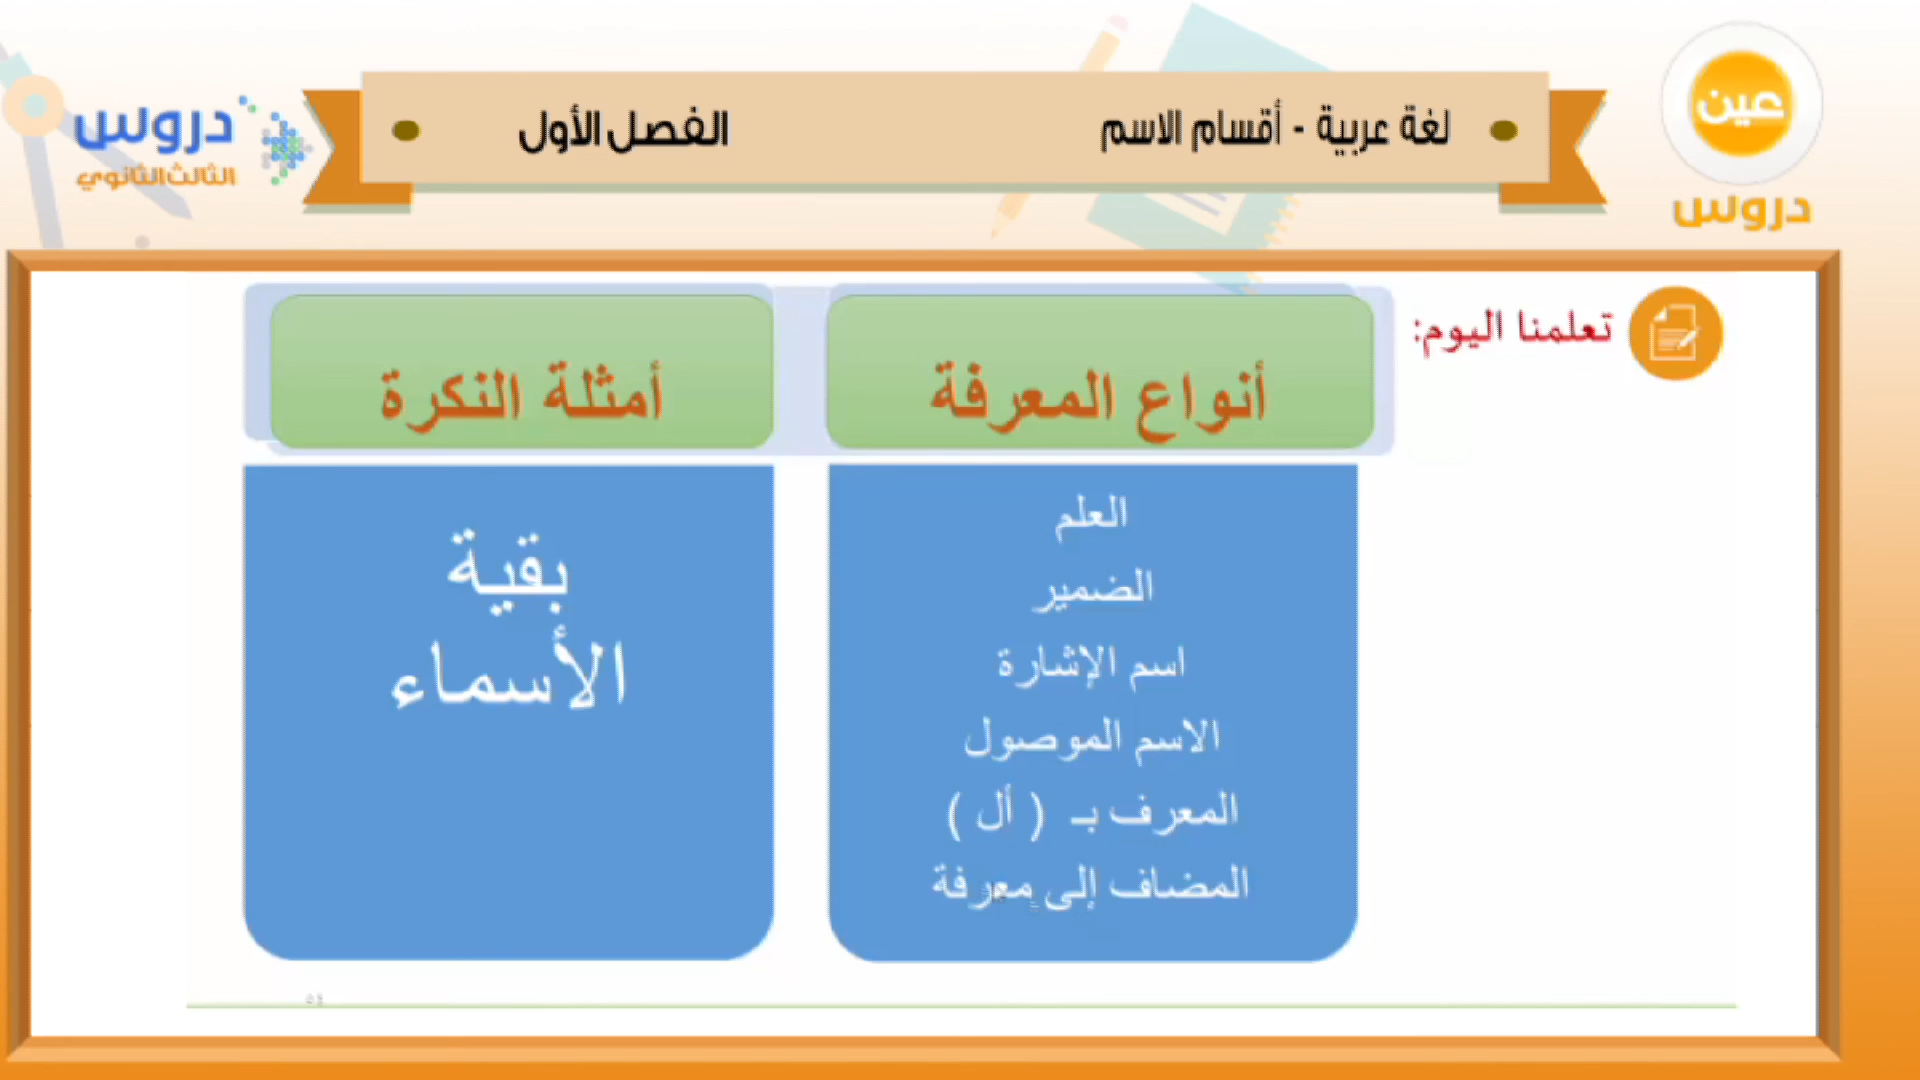 عين
دروس
لغة عربية - أقسام الاسم
الفصل الأول
دروس
الثالث الثانوي
تعلمنا اليوم:
أنواع المعرفة
العلم
الضمير
اسم الإشارة
الاسم الموصول
المعرف بـ ( أل )
المضاف إلى معرفة
أمثلة النكرة
بقية
الأسماء